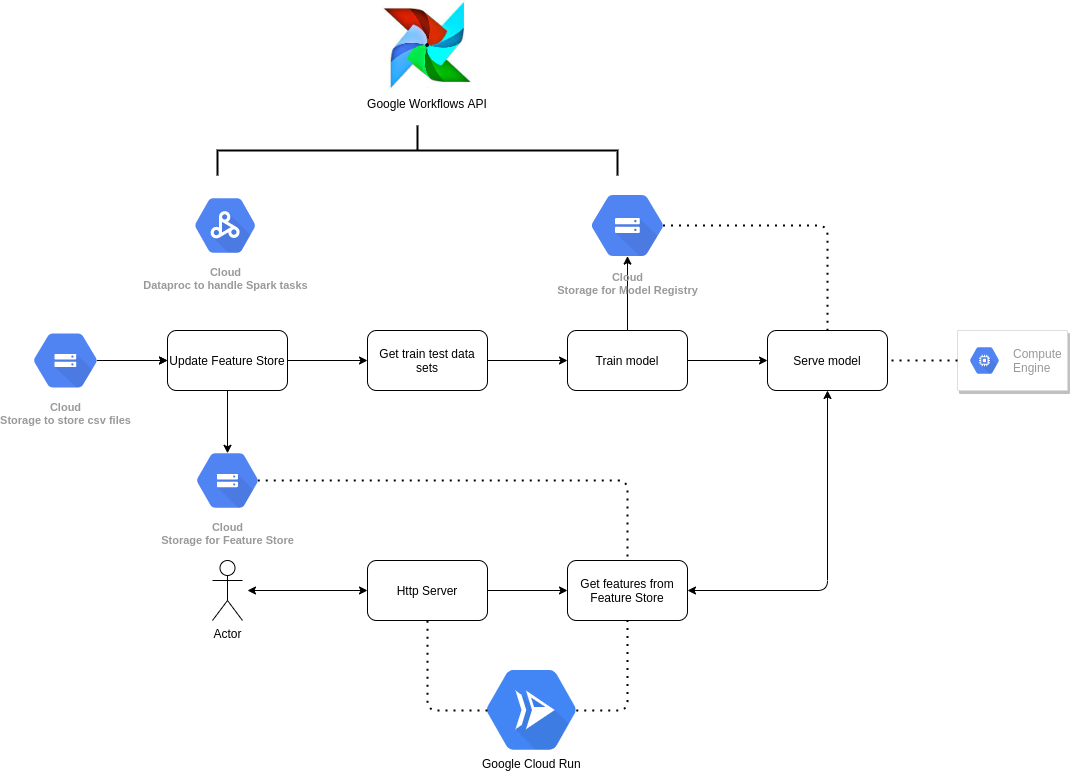 Google Workflows API
Cloud
Dataproc to handle Spark tasks
Cloud
Storage for Model Registry
Cloud
Storage to store csv files
Update Feature Store
Get train test data
sets
Train model
Serve model
Compute
Engine
Cloud
Storage for Feature Store
Actor
Http Server
Get features from
Feature Store
Google Cloud Run